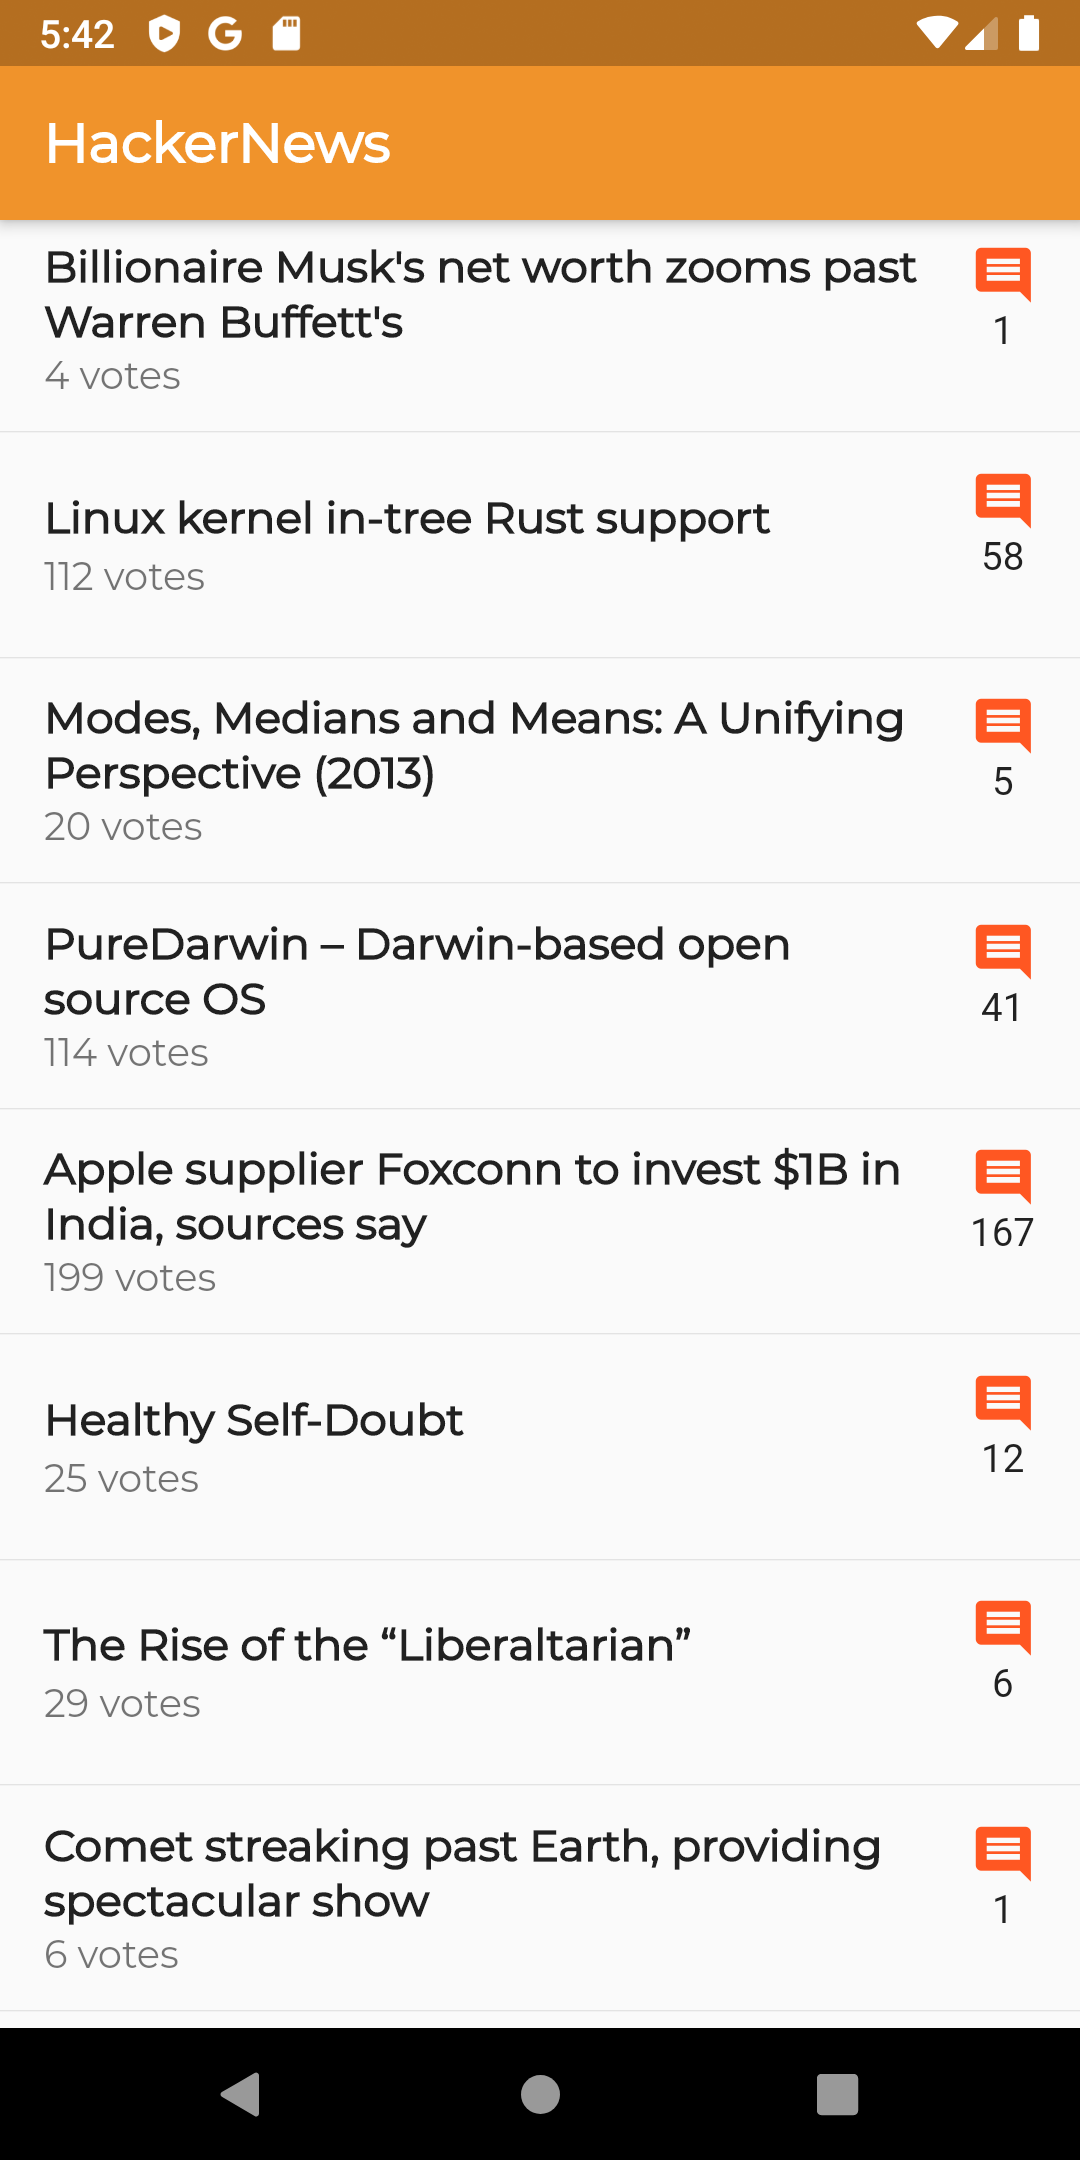 5:42
HackerNews
Billionaire Musk's net worth zooms past
Warren Buffett's
4 votes
1
Linux kernel in-tree Rust support
112 votes
58
Modes, Medians and Means: A Unifying
Perspective (2013)
20 votes
5
PureDarwin – Darwin-based open
source OS
114 votes
41
Apple supplier Foxconn to invest $1B in
India, sources say
199 votes
167
Healthy Self-Doubt
25 votes
12
The Rise of the “Liberaltarian”
29 votes
6
Comet streaking past Earth, providing
spectacular show
6 votes
1